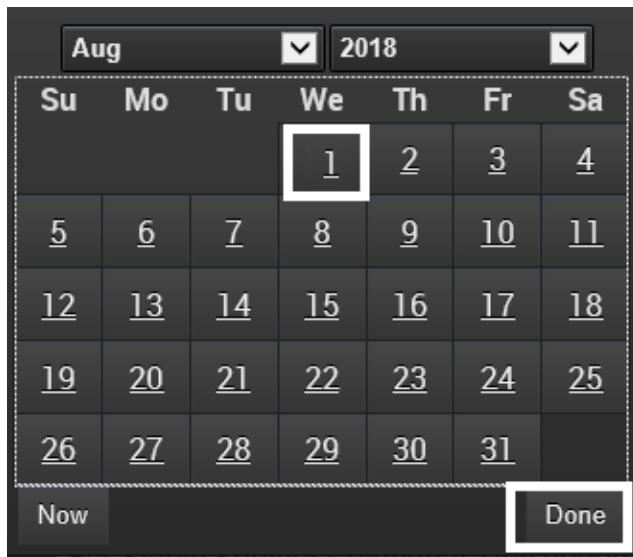 Aug 2018
Su Mo Tu We Th Fr Sa
1 2 3 4
5 6 7 8 9 10 11
12 13 14 15 16 17 18
19 20 21 22 23 24 25
26 27 28 29 30 31
Now Done